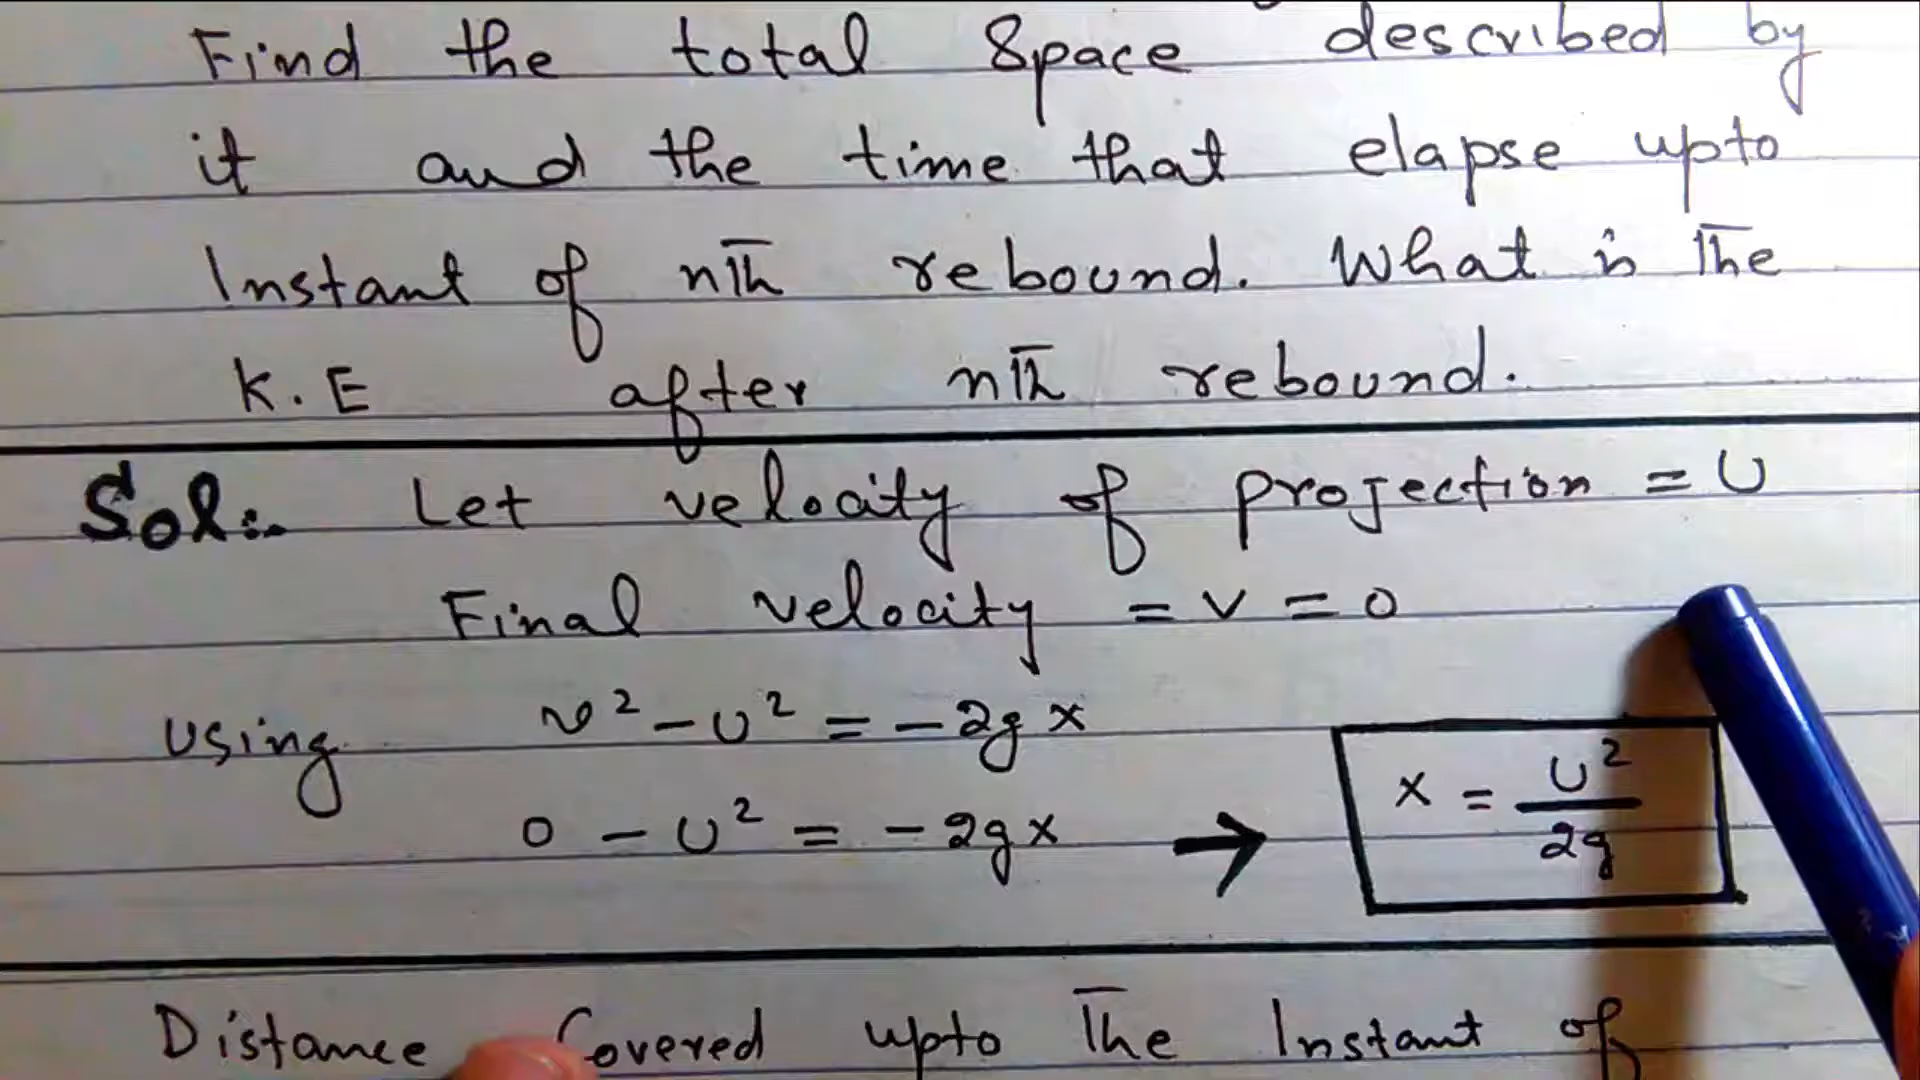 Find the total Space described by
it and the time that elapse upto
Instant of nth rebound. What is the
K.E after nth rebound.
Sol:- Let velocity of projection = U
Final velocity = v = 0
Using v² - U² = -2gx
0 - U² = -2gx → x = U²/2g
Distance Covered upto The Instant of